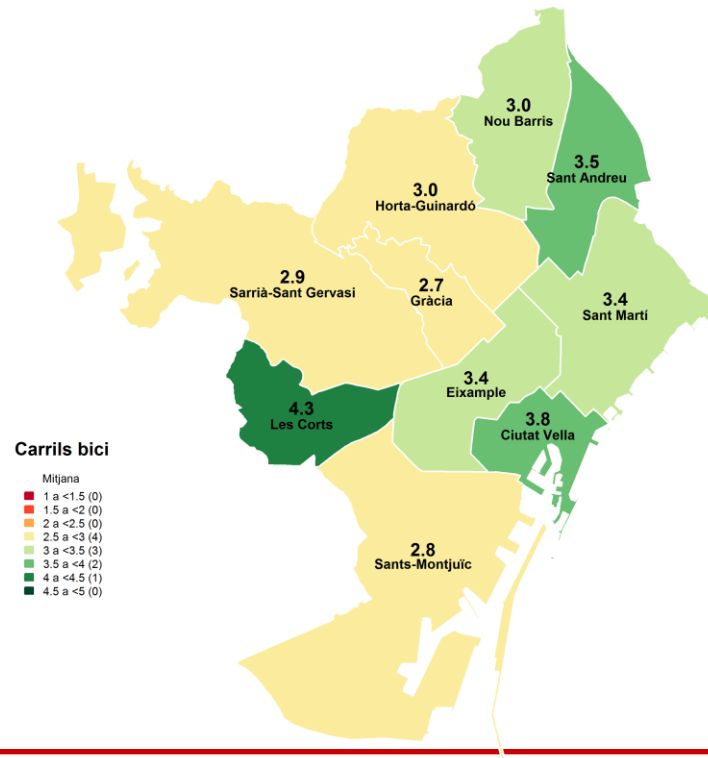 3.0
Nou Barris
3.5
Sant Andreu
3.0
Horta-Guinardó
2.9
Sarrià-Sant Gervasi
2.7
Gràcia
3.4
Sant Martí
3.4
Eixample
4.3
Les Corts
3.8
Ciutat Vella
2.8
Sants-Montjuïc
Carrils bici
Mitjana
1 a <1.5 (0)
1.5 a <2 (0)
2 a <2.5 (0)
2.5 a <3 (4)
3 a <3.5 (3)
3.5 a <4 (2)
4 a <4.5 (1)
4.5 a <5 (0)